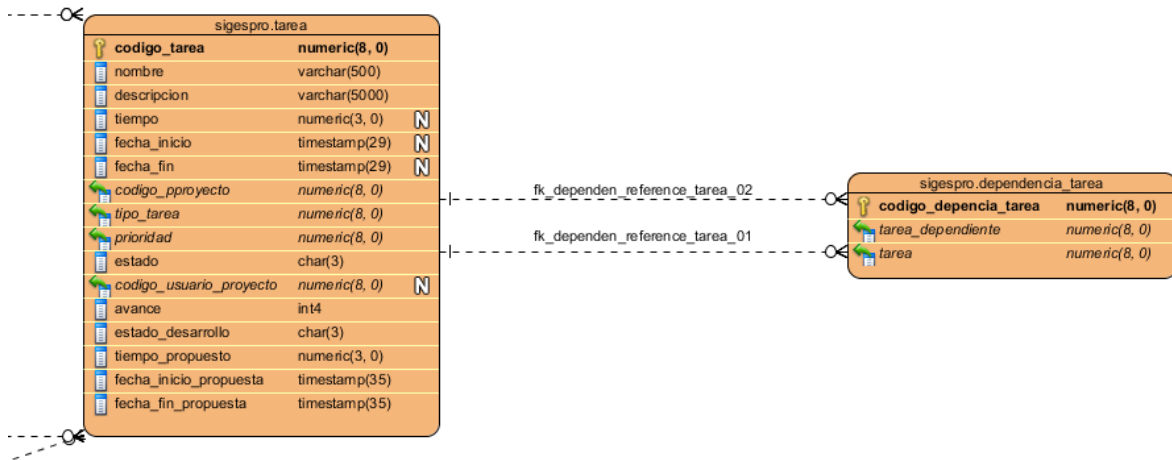 sigespro.tarea
codigo_tarea numeric(8, 0)
nombre varchar(500)
descripcion varchar(5000)
tiempo numeric(3, 0) N
fecha_inicio timestamp(29) N
fecha_fin timestamp(29) N
codigo_pproyecto numeric(8, 0)
tipo_tarea numeric(8, 0)
prioridad numeric(8, 0)
estado char(3)
codigo_usuario_proyecto numeric(8, 0) N
avance int4
estado_desarrollo char(3)
tiempo_propuesto numeric(3, 0)
fecha_inicio_propuesta timestamp(35)
fecha_fin_propuesta timestamp(35)
fk_dependen_reference_tarea_02
fk_dependen_reference_tarea_01
sigespro.dependencia_tarea
codigo_depencia_tarea numeric(8, 0)
tarea_dependiente numeric(8, 0)
tarea numeric(8, 0)